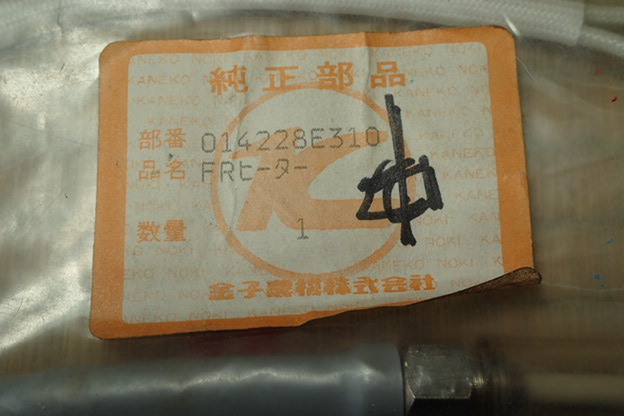 純正部品
部番 014228E310
品名 FRヒーター
数量 1
金子農機株式会社